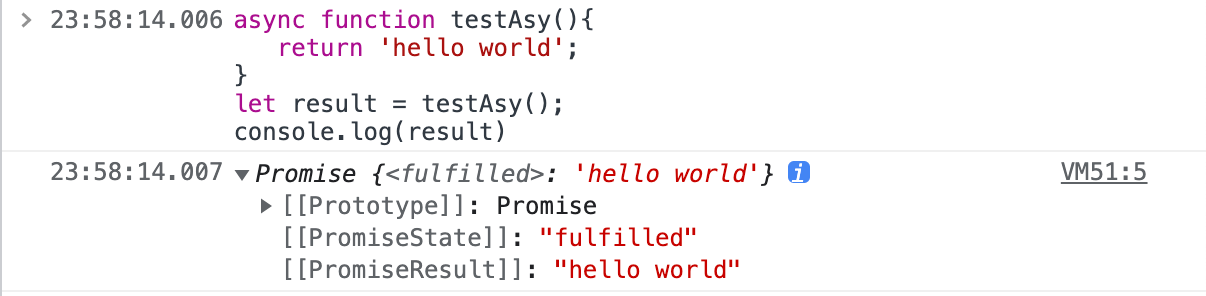 23:58:14.006 async function testAsy(){
return 'hello world';
}
let result = testAsy();
console.log(result)
23:58:14.007 Promise {<fulfilled>: 'hello world'} i VM51:5
[[Prototype]]: Promise
[[PromiseState]]: "fulfilled"
[[PromiseResult]]: "hello world"